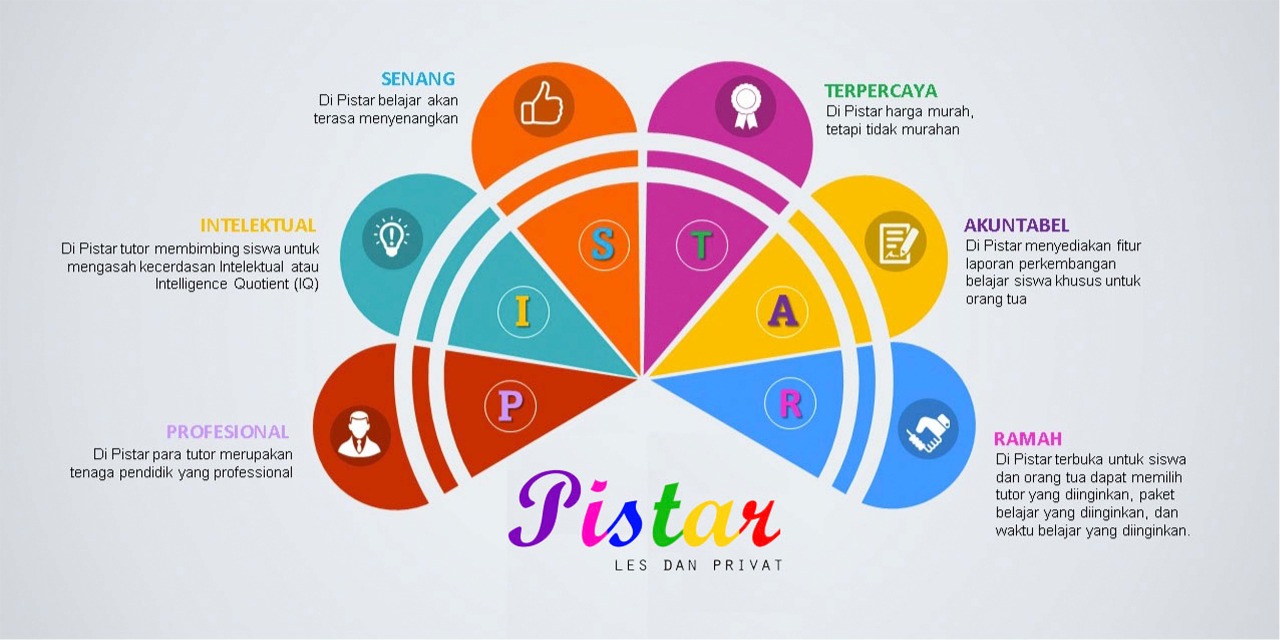 SENANG
Di Pistar belajar akan
terasa menyenangkan
TERPERCAYA
Di Pistar harga murah,
tetapi tidak murahan
INTELEKTUAL
Di Pistar tutor membimbing siswa untuk
mengasah kecerdasan Intelektual atau
Intelligence Quotient (IQ)
AKUNTABEL
Di Pistar menyediakan fitur
laporan perkembangan
belajar siswa khusus untuk
orang tua
PROFESIONAL
Di Pistar para tutor merupakan
tenaga pendidik yang professional
RAMAH
Di Pistar terbuka untuk siswa
dan orang tua dapat memilih
tutor yang diinginkan, paket
belajar yang diinginkan, dan
waktu belajar yang diinginkan.
P
I
S
T
A
R
Pistar
LES DAN PRIVAT